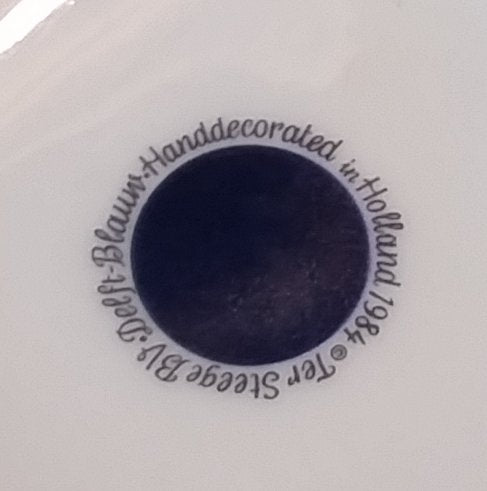 Delft-Blauw-Handdecorated in Holland 1984 © Ter Steege BV.